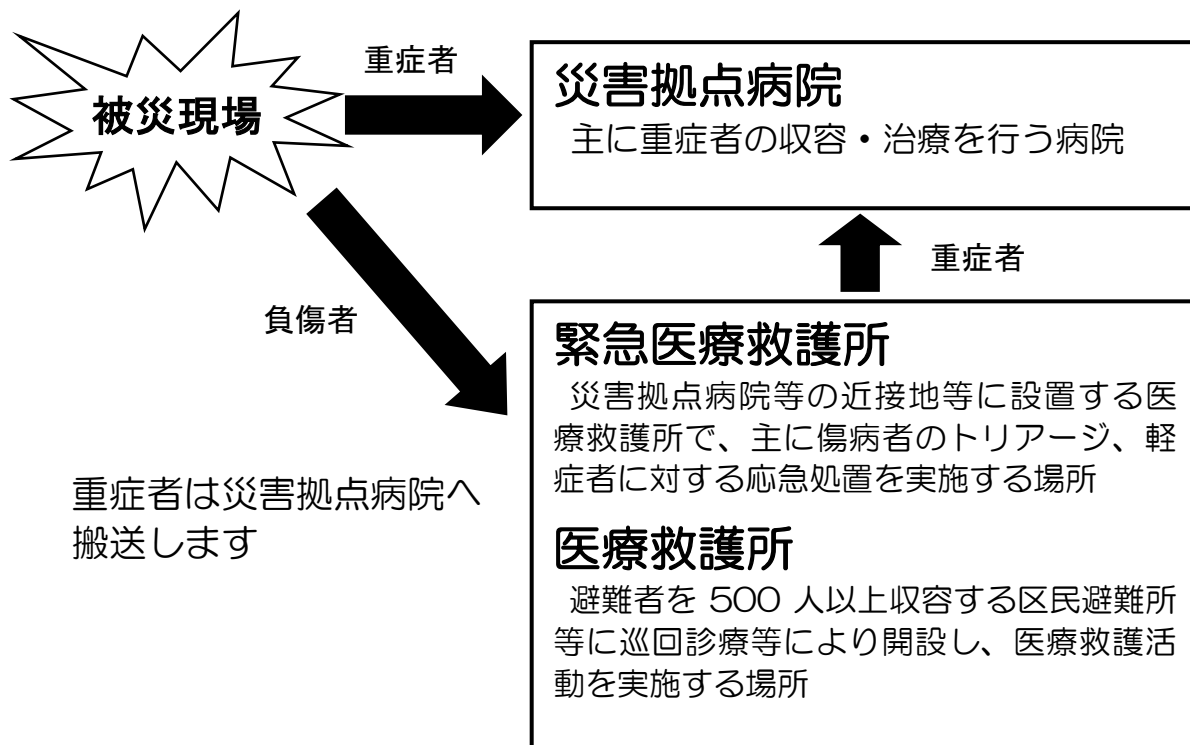 被災現場
重症者
災害拠点病院
主に重症者の収容・治療を行う病院
重症者
負傷者
緊急医療救護所
災害拠点病院等の近接地等に設置する医
療救護所で、主に傷病者のトリアージ、軽
症者に対する応急処置を実施する場所
重症者は災害拠点病院へ
搬送します
医療救護所
避難者を 500 人以上収容する区民避難所
等に巡回診療等により開設し、医療救護活
動を実施する場所